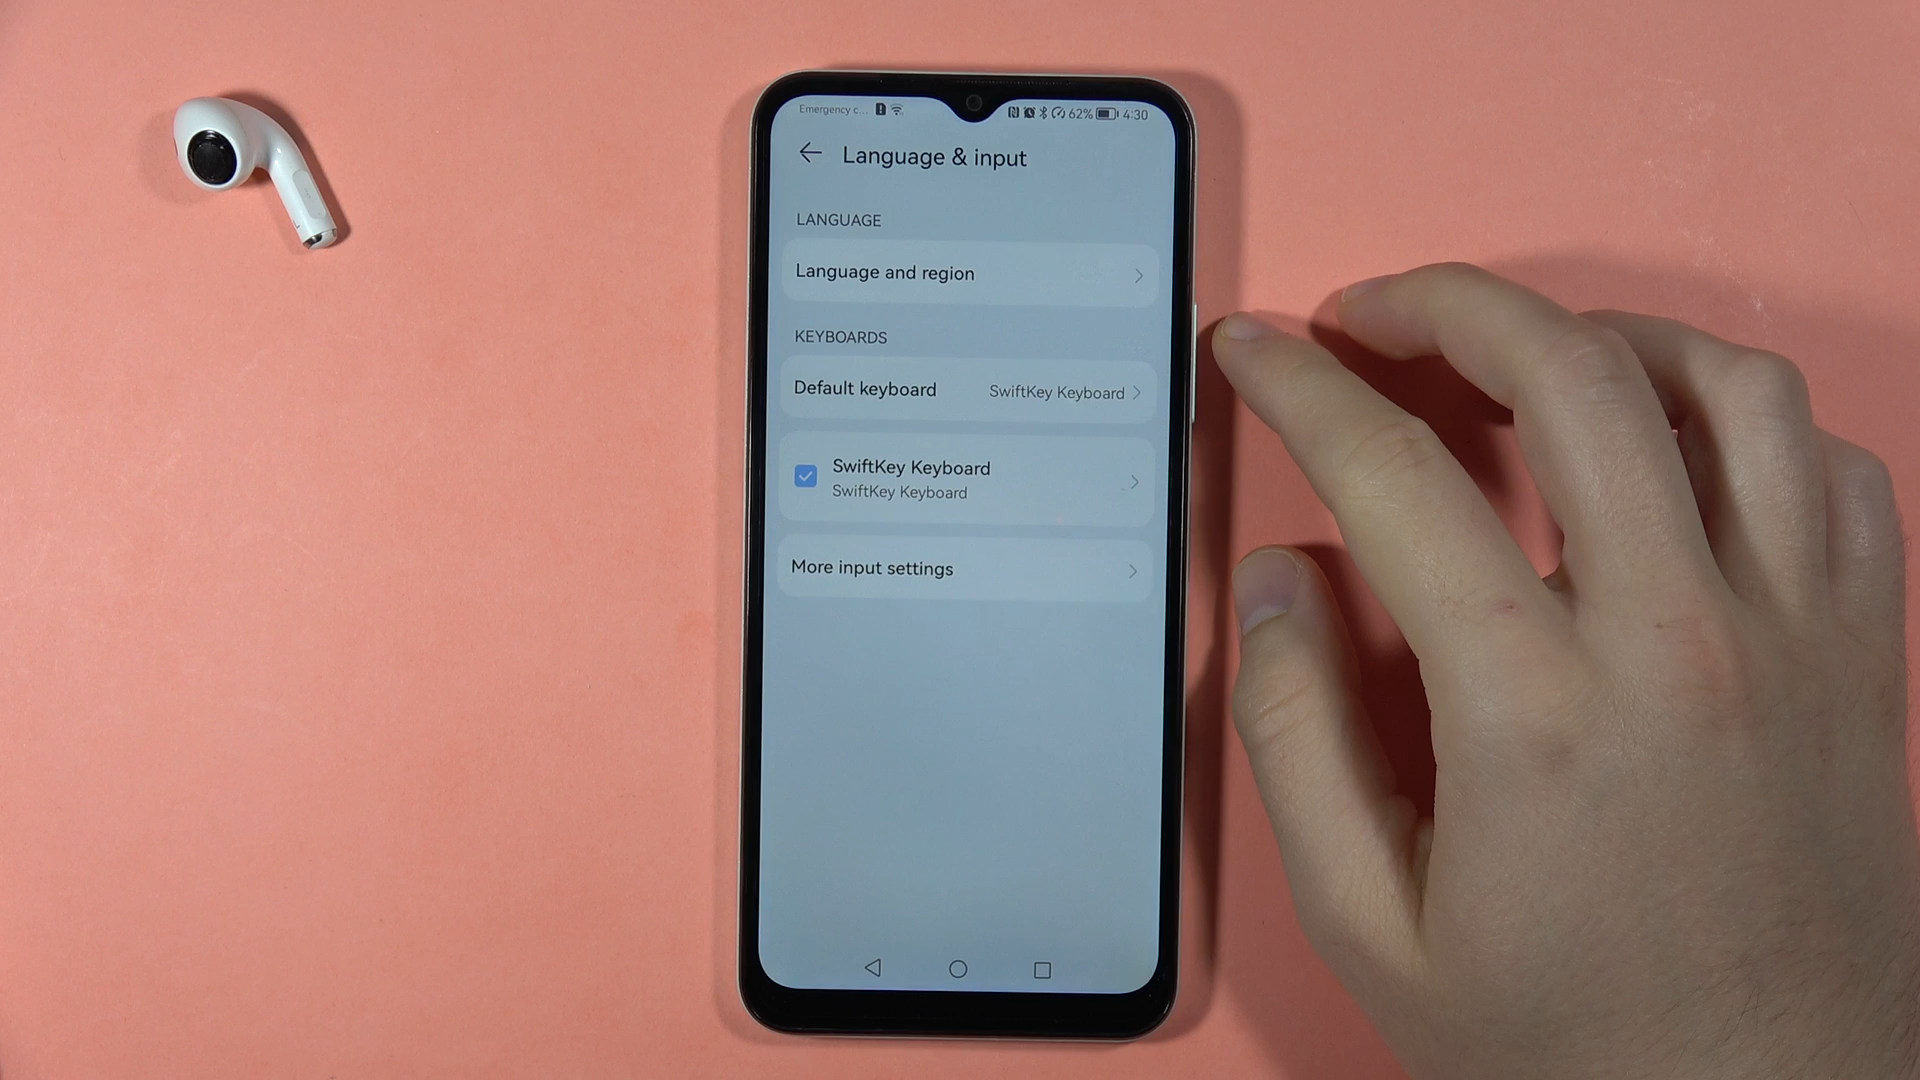 Emergency c... 62% 4:30
Language & input
LANGUAGE
Language and region
KEYBOARDS
Default keyboard SwiftKey Keyboard
SwiftKey Keyboard
SwiftKey Keyboard
More input settings